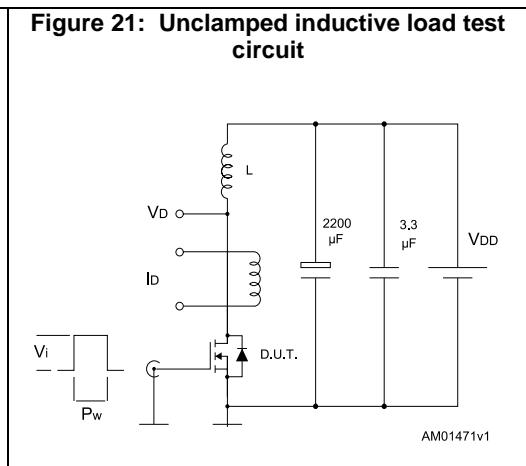 Figure 21: Unclamped inductive load test
circuit
L
VD
2200
µF
3.3
µF
VDD
ID
Vi
D.U.T.
Pw
AM01471v1